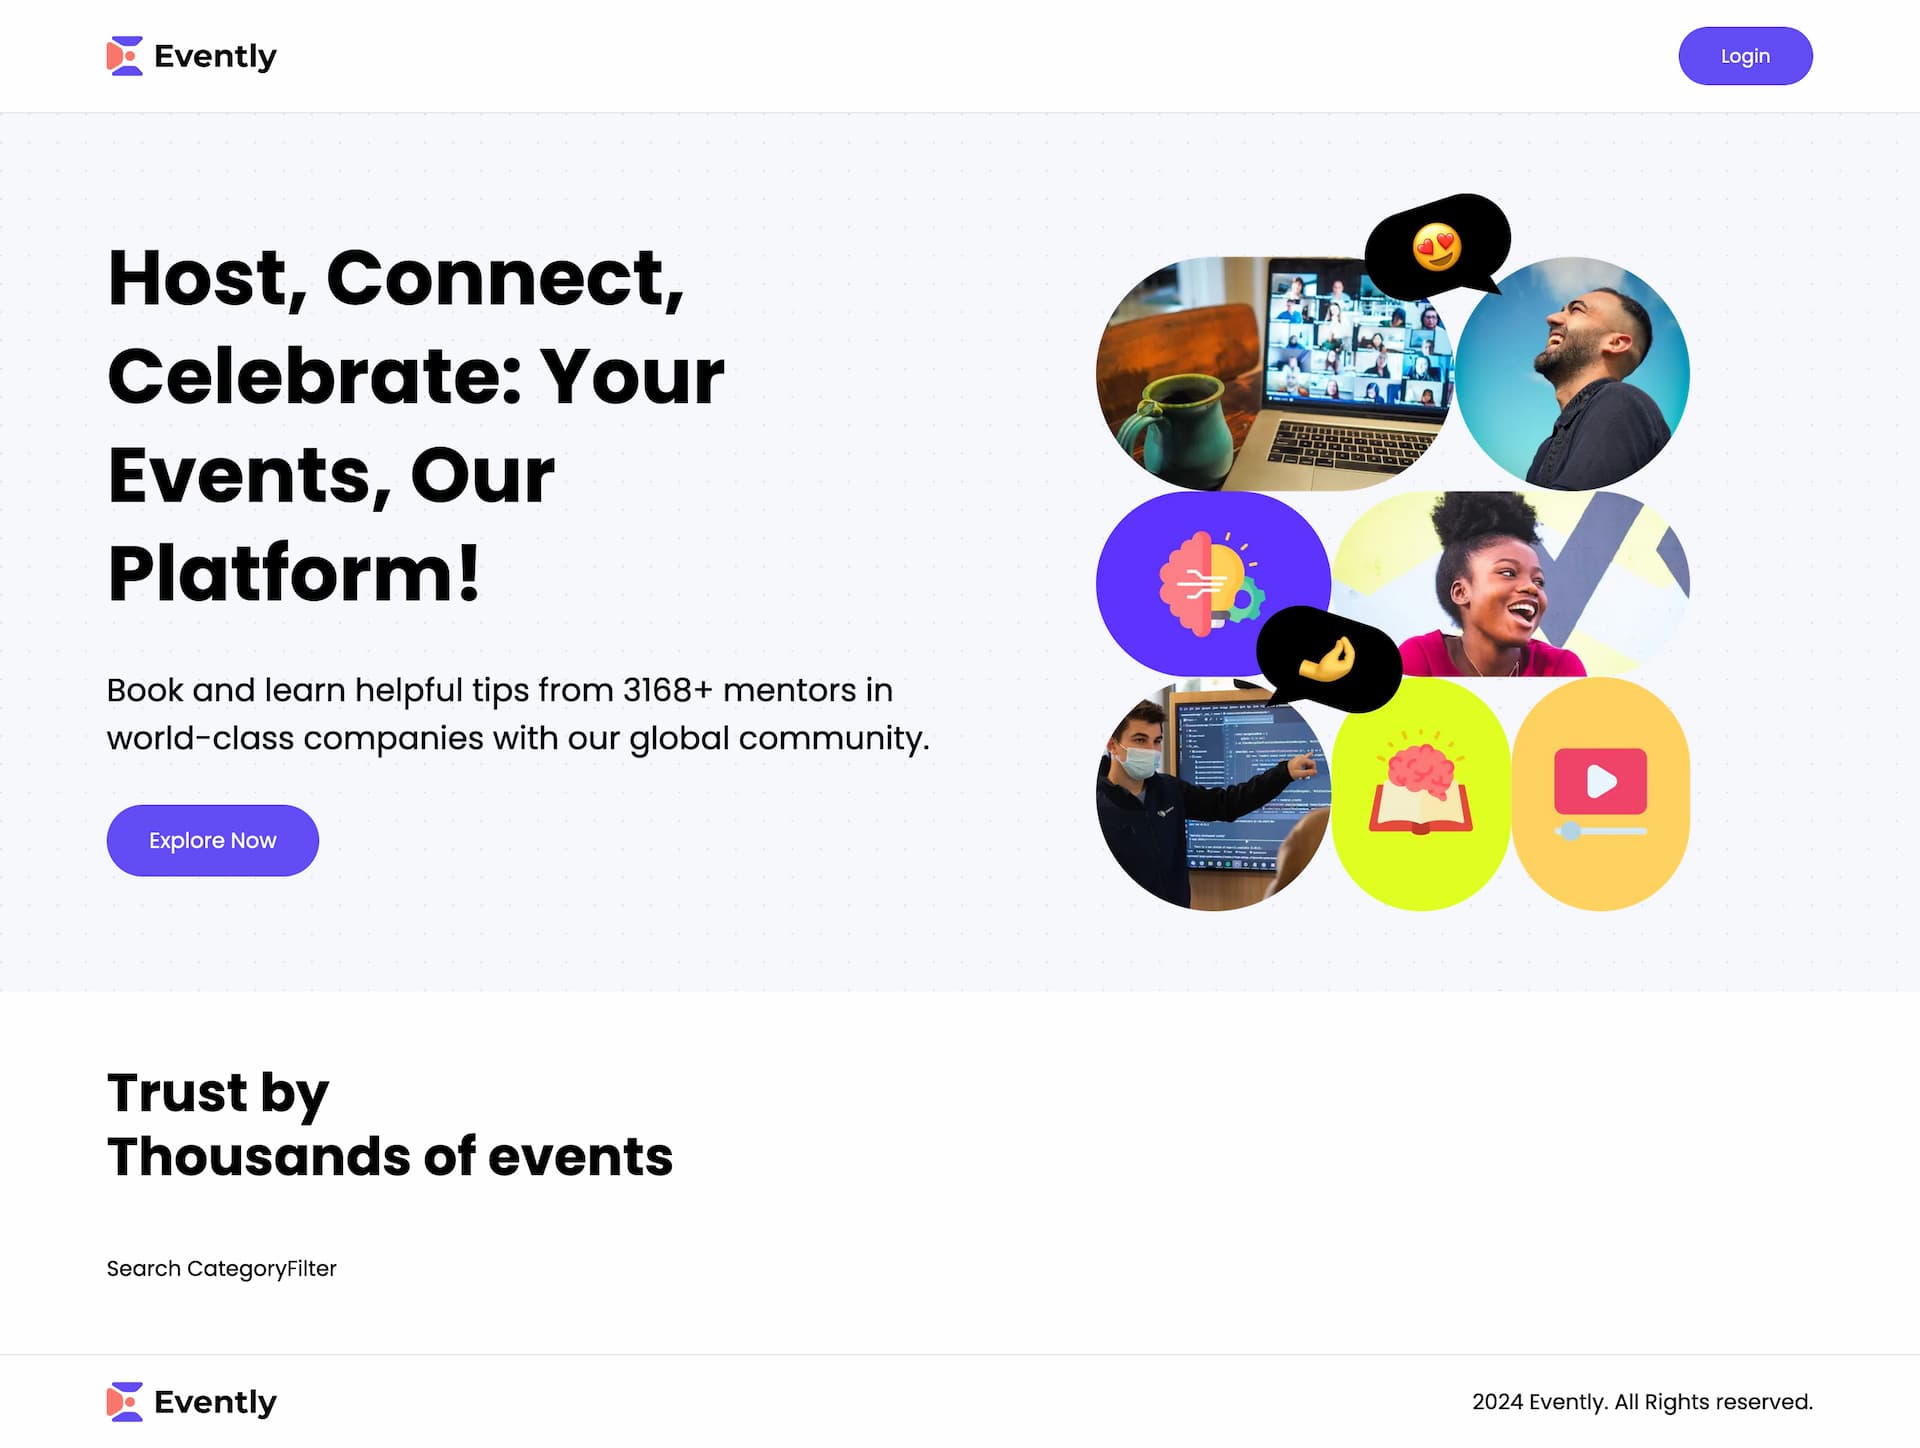 Evently
Login
Host, Connect,
Celebrate: Your
Events, Our
Platform!
Book and learn helpful tips from 3168+ mentors in
world-class companies with our global community.
Explore Now
Trust by
Thousands of events
Search CategoryFilter
Evently
2024 Evently. All Rights reserved.